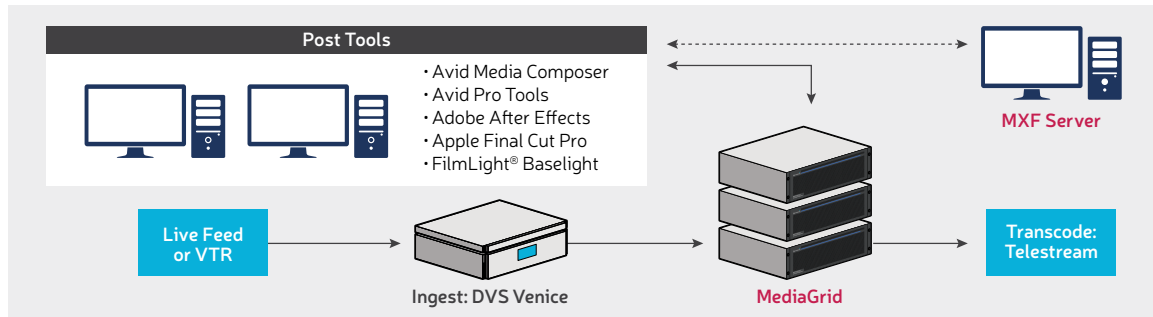 Post Tools
• Avid Media Composer
• Avid Pro Tools
• Adobe After Effects
• Apple Final Cut Pro
• FilmLight® Baselight
MXF Server
Live Feed
or VTR
Ingest: DVS Venice
MediaGrid
Transcode:
Telestream